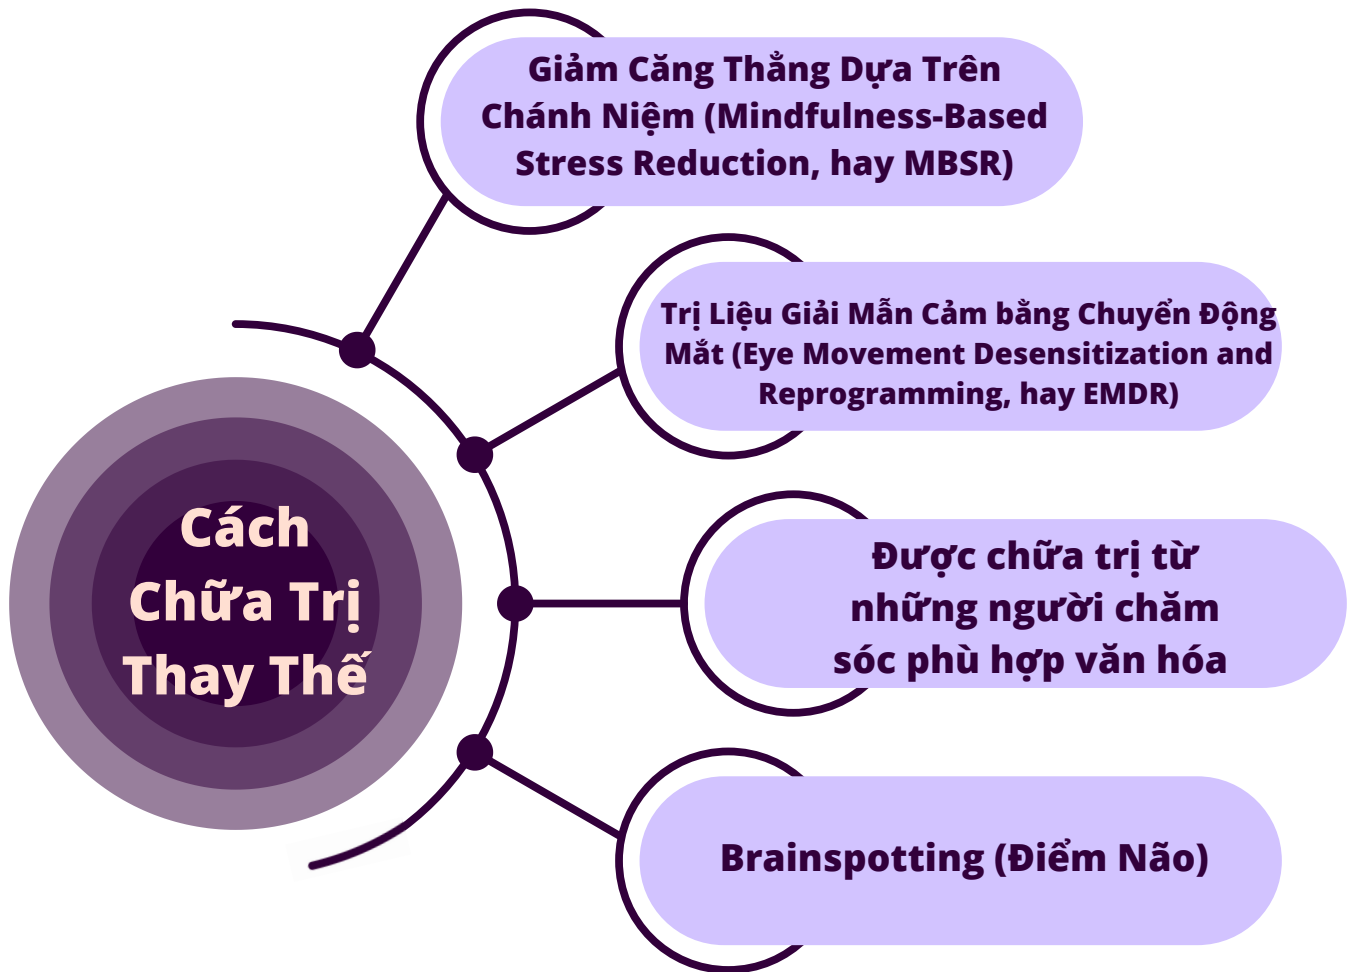 Giảm Căng Thẳng Dựa Trên
Chánh Niệm (Mindfulness-Based
Stress Reduction, hay MBSR)
Trị Liệu Giải Mẫn Cảm bằng Chuyển Động
Mắt (Eye Movement Desensitization and
Reprogramming, hay EMDR)
Cách
Chữa Trị
Thay Thế
Được chữa trị từ
những người chăm
sóc phù hợp văn hóa
Brainspotting (Điểm Não)